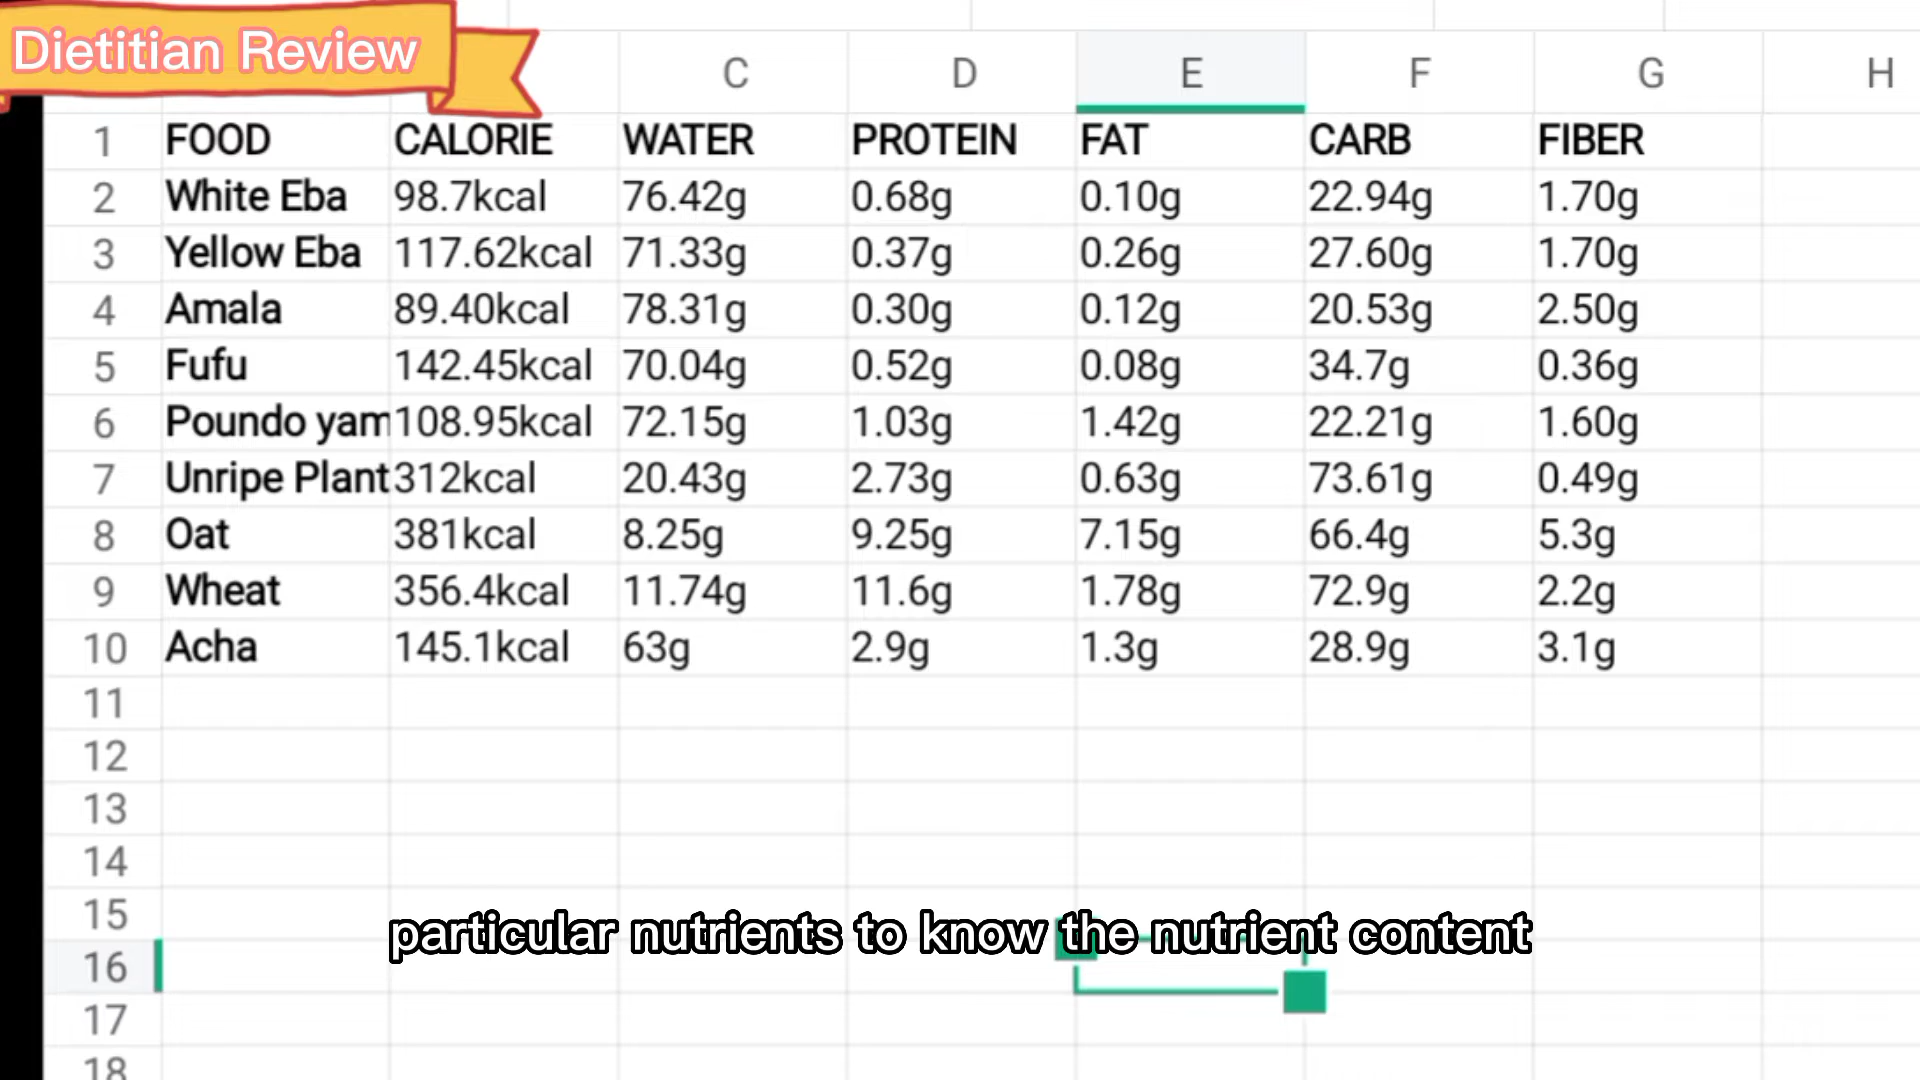 Dietitian Review
C D E F G H
1 FOOD CALORIE WATER PROTEIN FAT CARB FIBER
2 White Eba 98.7kcal 76.42g 0.68g 0.10g 22.94g 1.70g
3 Yellow Eba 117.62kcal 71.33g 0.37g 0.26g 27.60g 1.70g
4 Amala 89.40kcal 78.31g 0.30g 0.12g 20.53g 2.50g
5 Fufu 142.45kcal 70.04g 0.52g 0.08g 34.7g 0.36g
6 Poundo yam 108.95kcal 72.15g 1.03g 1.42g 22.21g 1.60g
7 Unripe Plant 312kcal 20.43g 2.73g 0.63g 73.61g 0.49g
8 Oat 381kcal 8.25g 9.25g 7.15g 66.4g 5.3g
9 Wheat 356.4kcal 11.74g 11.6g 1.78g 72.9g 2.2g
10 Acha 145.1kcal 63g 2.9g 1.3g 28.9g 3.1g
11
12
13
14
15
particular nutrients to know the nutrient content
16
17
18